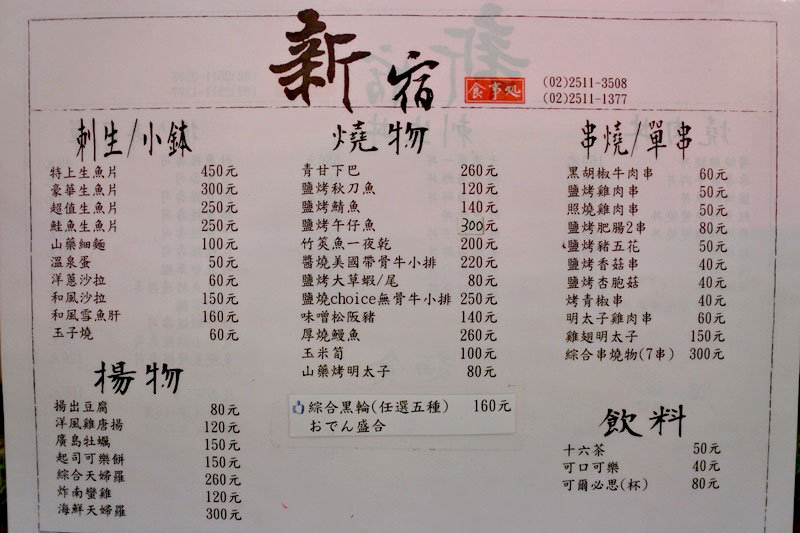 新宿 食事処
(02)2511-3508
(02)2511-1377
刺生/小鉢
特上生魚片 450元
豪華生魚片 300元
超值生魚片 250元
鮭魚生魚片 250元
山藥細麵 100元
溫泉蛋 50元
洋蔥沙拉 60元
和風沙拉 150元
和風雪魚肝 160元
玉子燒 60元
揚物
揚出豆腐 80元
洋風雞唐揚 120元
廣島牡蠣 150元
起司可樂餅 150元
綜合天婦羅 260元
炸南蠻雞 120元
海鮮天婦羅 300元
燒物
青甘下巴 260元
鹽烤秋刀魚 120元
鹽烤鯖魚 140元
鹽烤午仔魚 300元
竹筴魚一夜乾 200元
醬燒美國帶骨牛小排 220元
鹽烤大草蝦/尾 80元
鹽燒choice無骨牛小排 250元
味噌松阪豬 140元
厚燒鰻魚 260元
玉米筍 100元
山藥烤明太子 80元
綜合黑輪(任選五種) 160元
おでん盛合
串燒/單串
黑胡椒牛肉串 60元
鹽烤雞肉串 50元
照燒雞肉串 50元
鹽烤肥腸2串 80元
鹽烤豬五花 50元
鹽烤香菇串 40元
鹽烤杏胞菇 40元
烤青椒串 40元
明太子雞肉串 60元
雞翅明太子 150元
綜合串燒物(7串) 300元
飲料
十六茶 50元
可口可樂 40元
可爾必思(杯) 80元